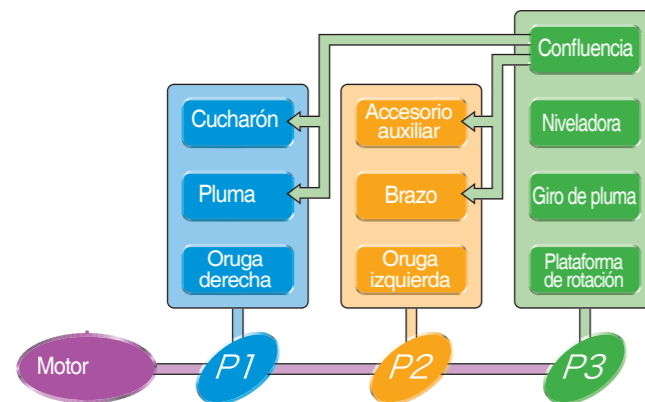 Confluencia
Cucharón
Accesorio
auxiliar
Niveladora
Pluma
Brazo
Giro de pluma
Oruga
derecha
Oruga
izquierda
Plataforma
de rotación
Motor
P1
P2
P3